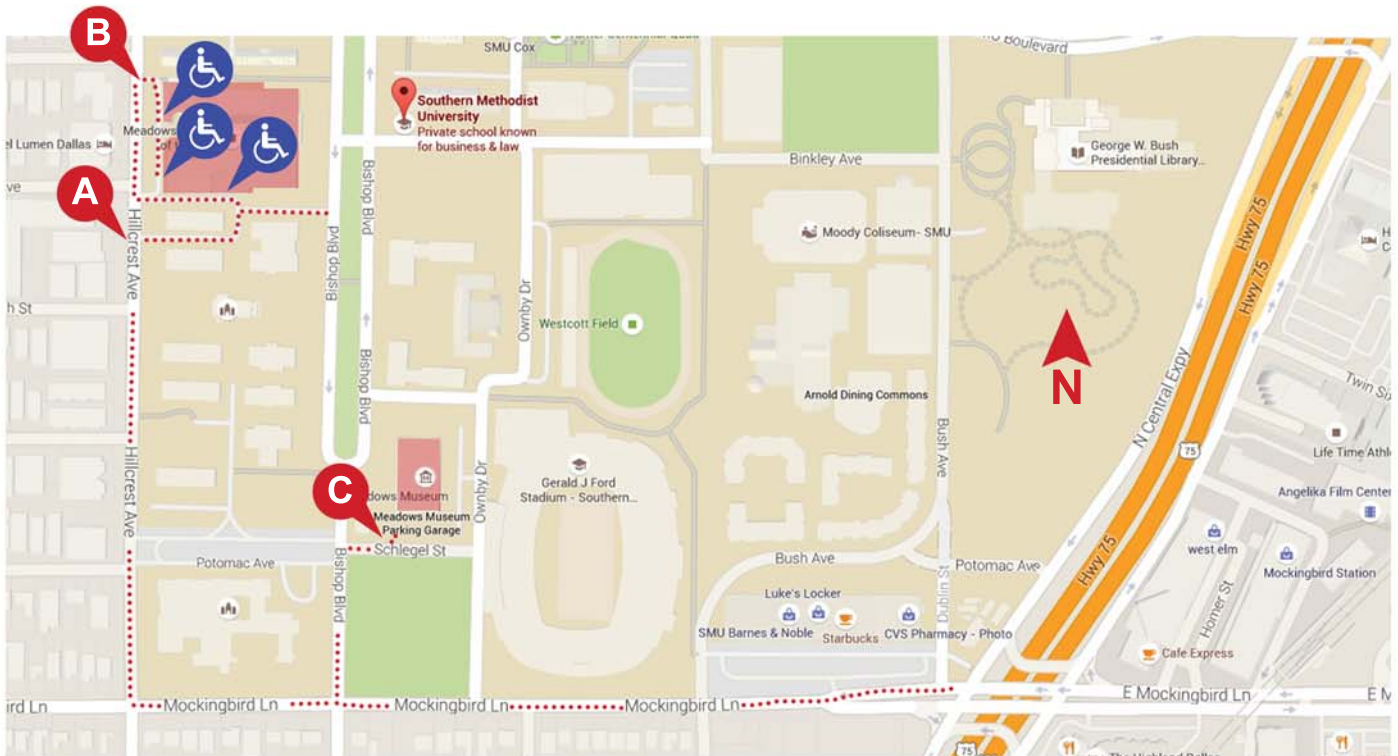 B
SMU Cox
Southern Methodist
University
Private school known
for business & law
Meadows
el Lumen Dallas
A
Binkley Ave
George W. Bush
Presidential Library...
Moody Coliseum- SMU
Hillcrest Ave
Bishop Blvd
Bishop Blvd
Bishop Blvd
Ownby Dr
Westcott Field
Hwy 75
Hwy 75
N
N Central Expy
Arnold Dining Commons
Bush Ave
75
Life Time Athl
Angelika Film Center
Hillcrest Ave
C
dows Museum
Meadows Museum
Parking Garage
Schlegel St
Ownby Dr
Gerald J Ford
Stadium - Southern...
Potomac Ave
Bishop Blvd
Bush Ave
Potomac Ave
Dublin St
Hwy 75
west elm
Mockingbird Station
Homer St
Luke's Locker
SMU Barnes & Noble
Starbucks
CVS Pharmacy - Photo
Cafe Express
ird Ln
Mockingbird Ln
Mockingbird Ln
Mockingbird Ln
E Mockingbird Ln
E M
75